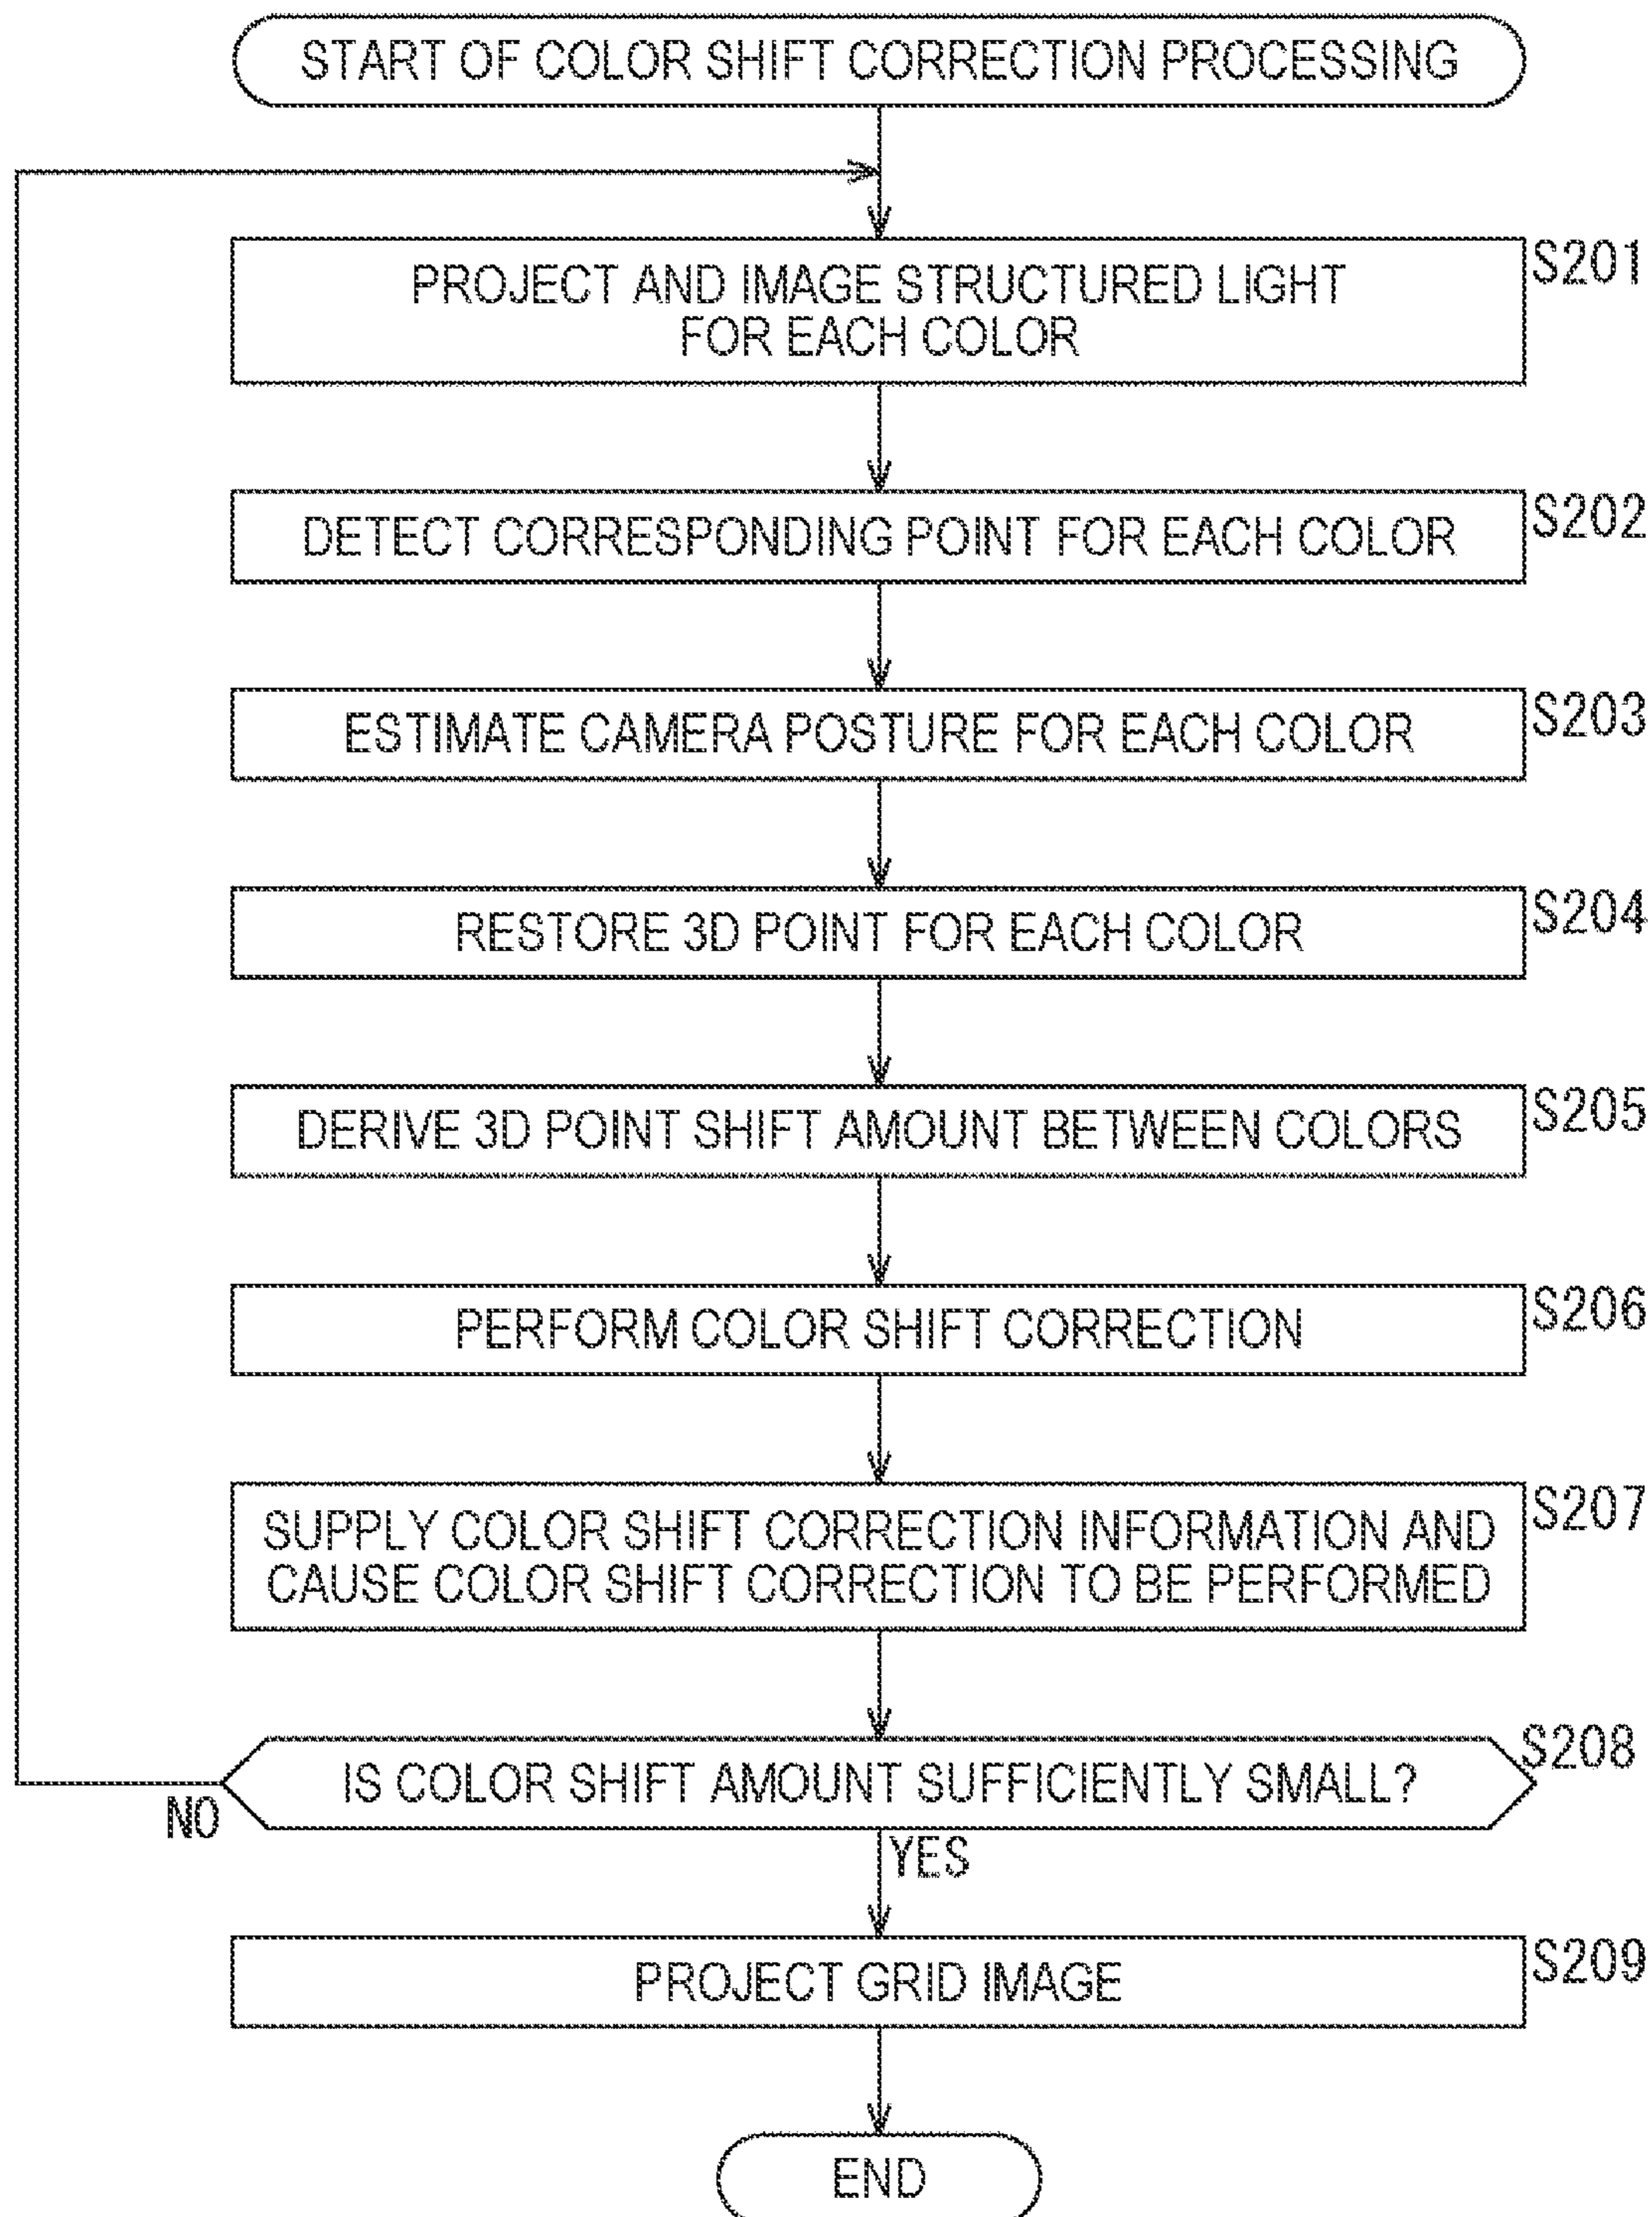 START OF COLOR SHIFT CORRECTION PROCESSING
PROJECT AND IMAGE STRUCTURED LIGHT
FOR EACH COLOR
S201
DETECT CORRESPONDING POINT FOR EACH COLOR
S202
ESTIMATE CAMERA POSTURE FOR EACH COLOR
S203
RESTORE 3D POINT FOR EACH COLOR
S204
DERIVE 3D POINT SHIFT AMOUNT BETWEEN COLORS
S205
PERFORM COLOR SHIFT CORRECTION
S206
SUPPLY COLOR SHIFT CORRECTION INFORMATION AND
CAUSE COLOR SHIFT CORRECTION TO BE PERFORMED
S207
IS COLOR SHIFT AMOUNT SUFFICIENTLY SMALL?
S208
NO
YES
PROJECT GRID IMAGE
S209
END